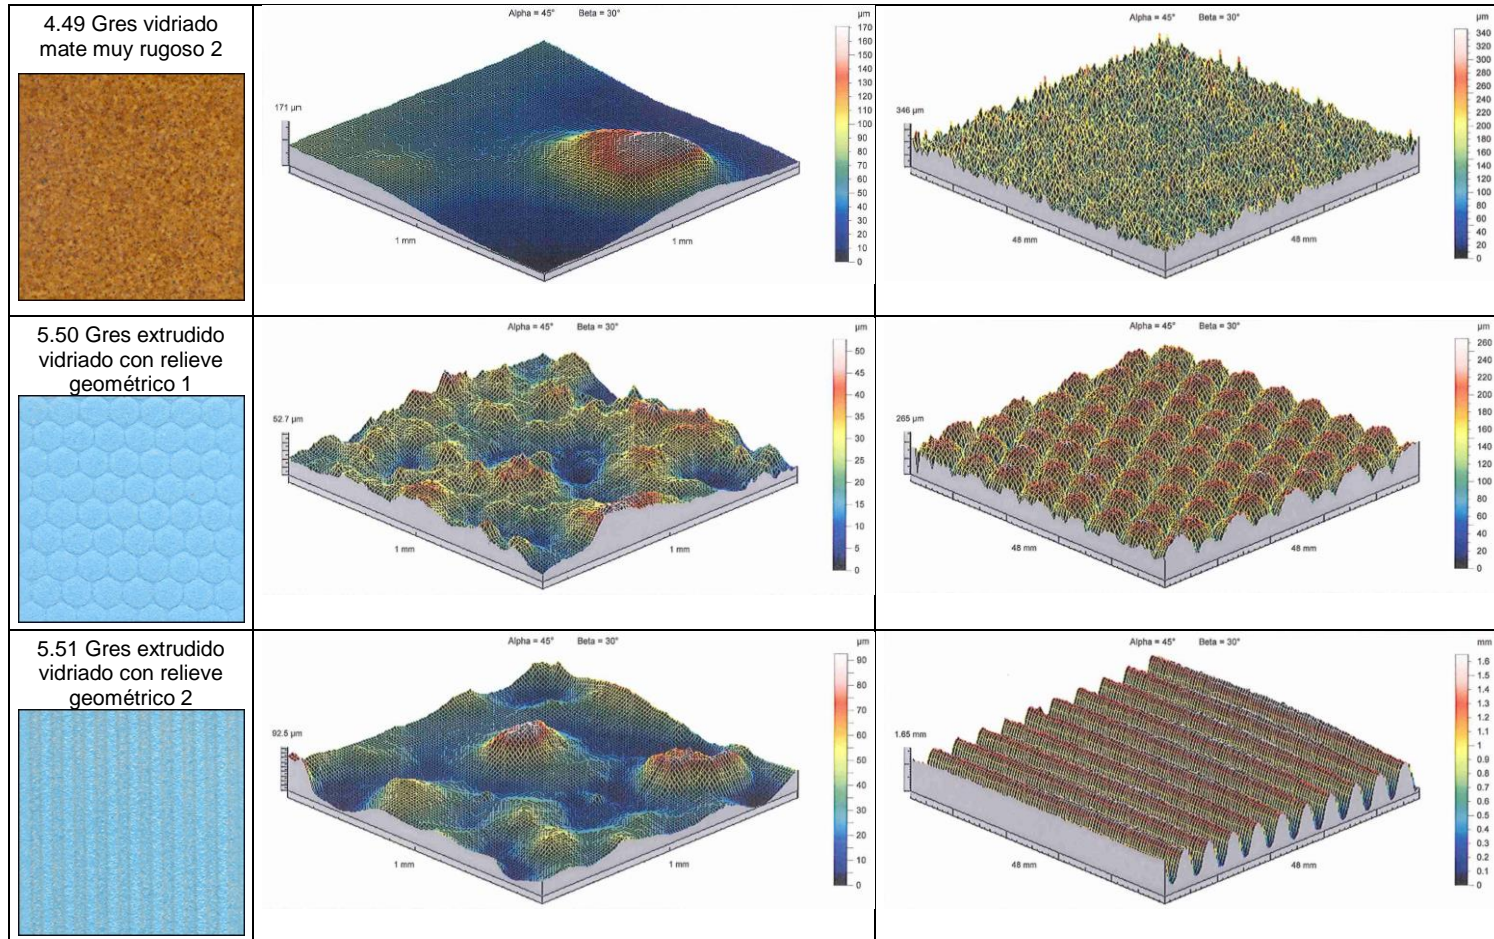 4.49 Gres vidriado
mate muy rugoso 2
Alpha = 45° Beta = 30°
µm
170
160
150
140
130
120
110
100
90
80
70
60
50
40
30
20
10
0
171 µm
1 mm
1 mm
Alpha = 45° Beta = 30°
µm
340
320
300
280
260
240
220
200
180
160
140
120
100
80
60
40
20
0
346 µm
48 mm
48 mm
5.50 Gres extrudido
vidriado con relieve
geométrico 1
Alpha = 45° Beta = 30°
µm
50
45
40
35
30
25
20
15
10
5
0
52.7 µm
1 mm
1 mm
Alpha = 45° Beta = 30°
µm
260
240
220
200
180
160
140
120
100
80
60
40
20
0
265 µm
48 mm
48 mm
5.51 Gres extrudido
vidriado con relieve
geométrico 2
Alpha = 45° Beta = 30°
µm
90
80
70
60
50
40
30
20
10
0
92.5 µm
1 mm
1 mm
Alpha = 45° Beta = 30°
mm
1.6
1.5
1.4
1.3
1.2
1.1
1
0.9
0.8
0.7
0.6
0.5
0.4
0.3
0.2
0.1
0
1.65 mm
48 mm
48 mm